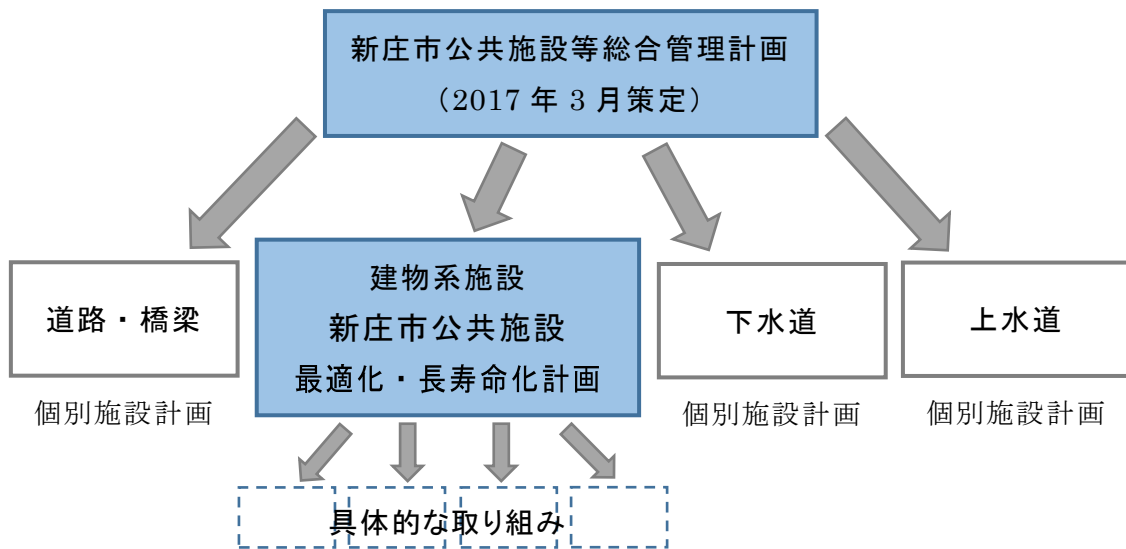 新庄市公共施設等総合管理計画
（2017 年 3 月策定）
道路・橋梁
建物系施設
新庄市公共施設
最適化・長寿命化計画
下水道
上水道
個別施設計画
個別施設計画
個別施設計画
具体的な取り組み